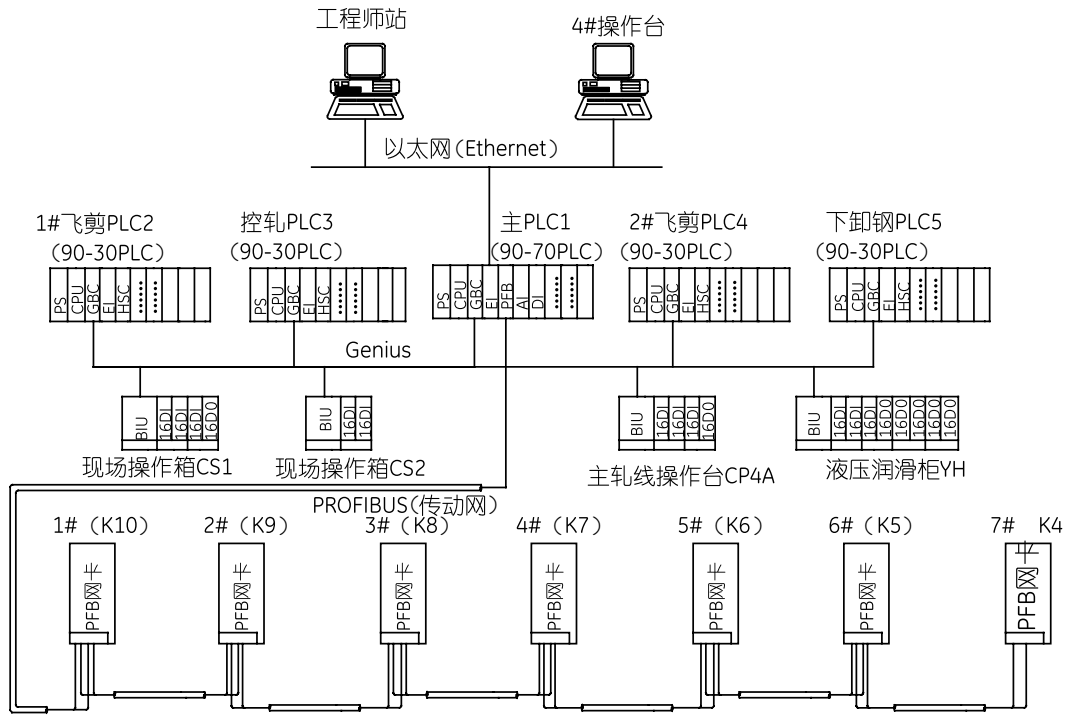 工程师站
4#操作台
以太网(Ethernet)
1#飞剪PLC2
(90-30PLC)
控轧PLC3
(90-30PLC)
主PLC1
(90-70PLC)
2#飞剪PLC4
(90-30PLC)
下卸钢PLC5
(90-30PLC)
PS
CPU
GBC
EI
HSC
PS
CPU
GBC
EI
HSC
PS
CPU
GBC
EI
PFB
AI
DI
PS
CPU
GBC
EI
HSC
PS
CPU
GBC
EI
HSC
Genius
BIU
16DI
16DI
16DI
16DO
BIU
16DI
16DI
BIU
16DI
16DI
16DI
16DO
BIU
16DI
16DI
16DI
16DO
16DO
16DO
16DO
16DO
现场操作箱CS1
现场操作箱CS2
主轧线操作台CP4A
液压润滑柜YH
PROFIBUS(传动网)
1#（K10）
2#（K9）
3#（K8）
4#（K7）
5#（K6）
6#（K5）
7# K4
PFB网卡
PFB网卡
PFB网卡
PFB网卡
PFB网卡
PFB网卡
PFB网卡